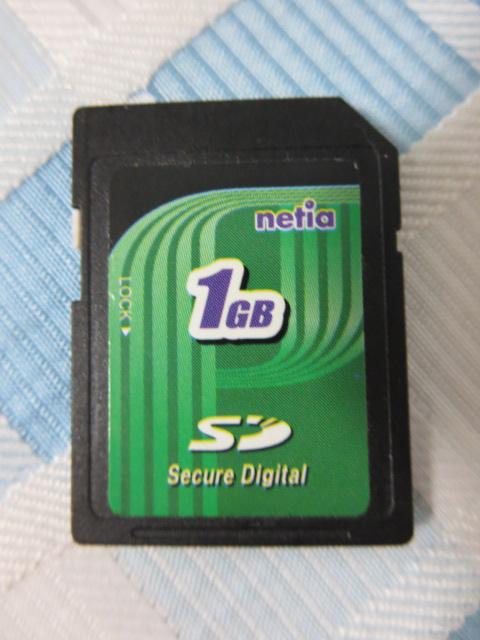 netia
1GB
LOCK
SD
Secure Digital